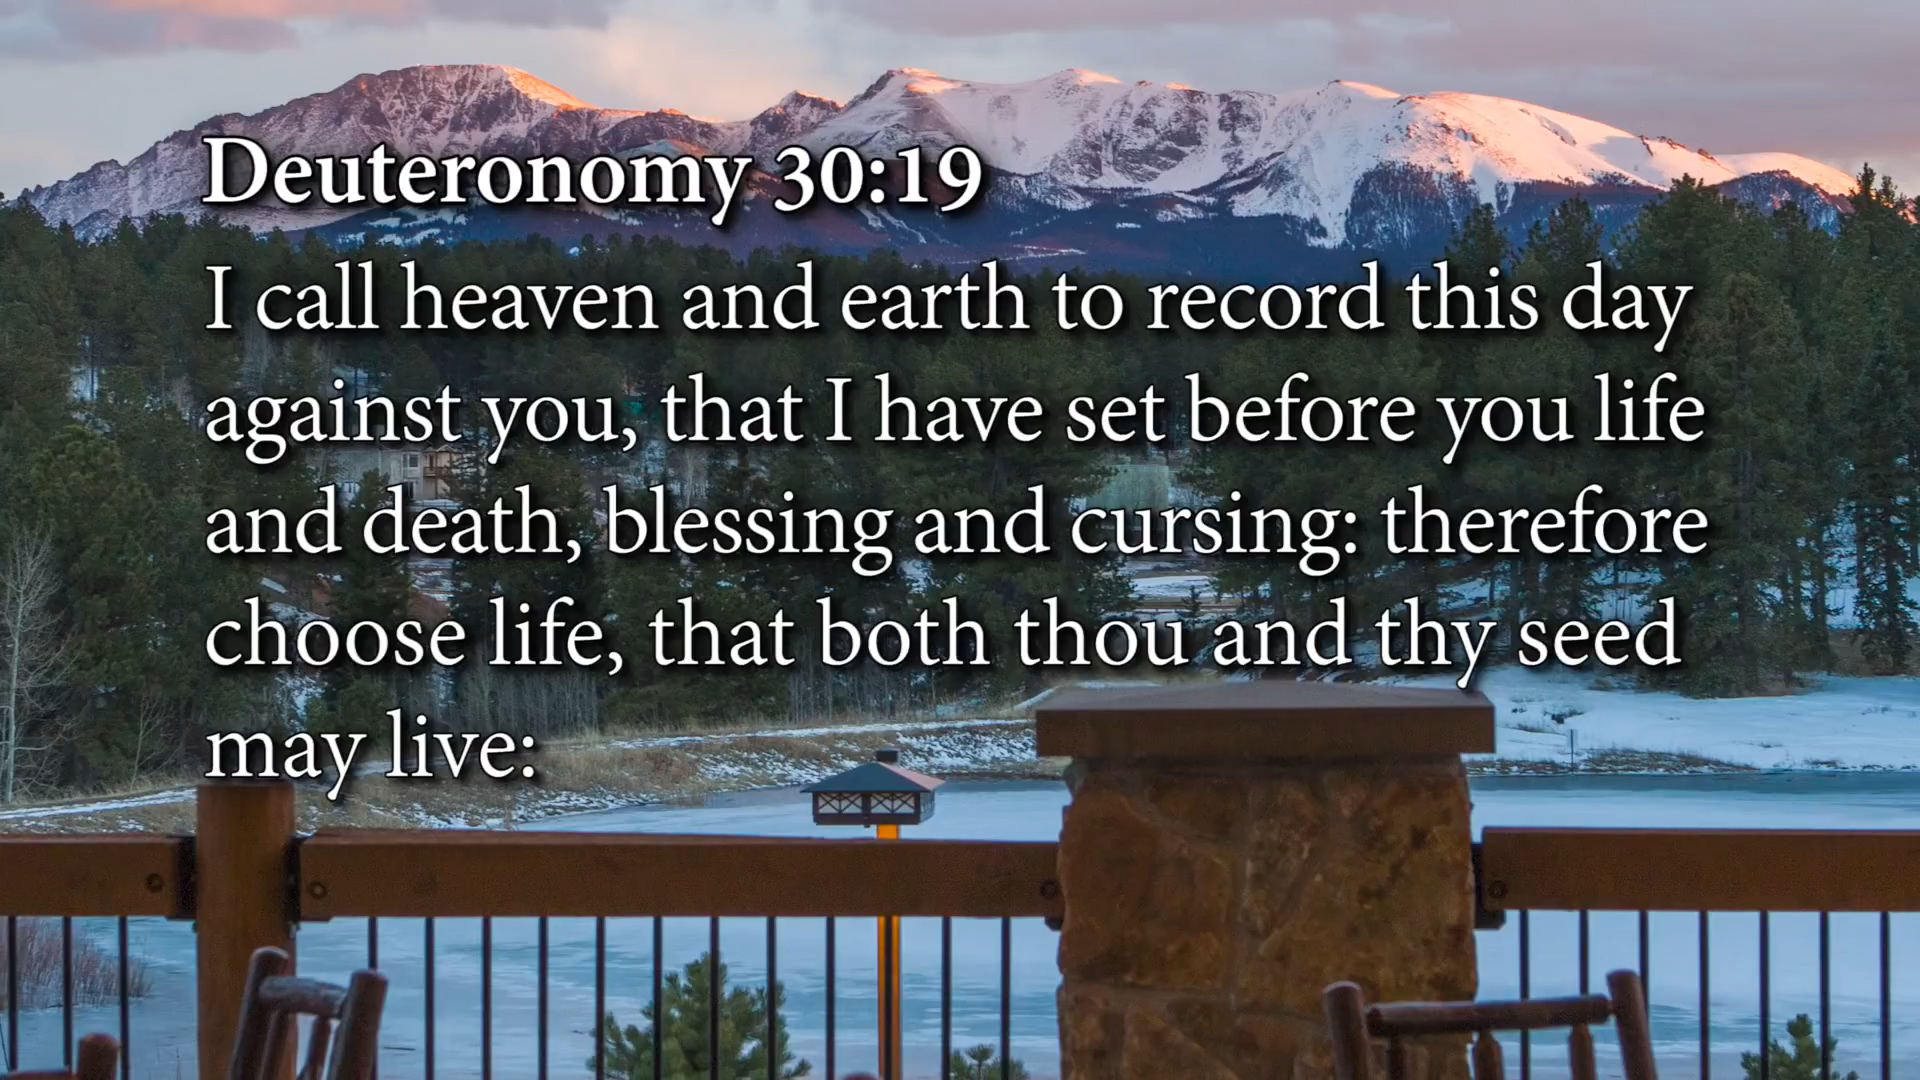 Deuteronomy 30:19
I call heaven and earth to record this day
against you, that I have set before you life
and death, blessing and cursing: therefore
choose life, that both thou and thy seed
may live: